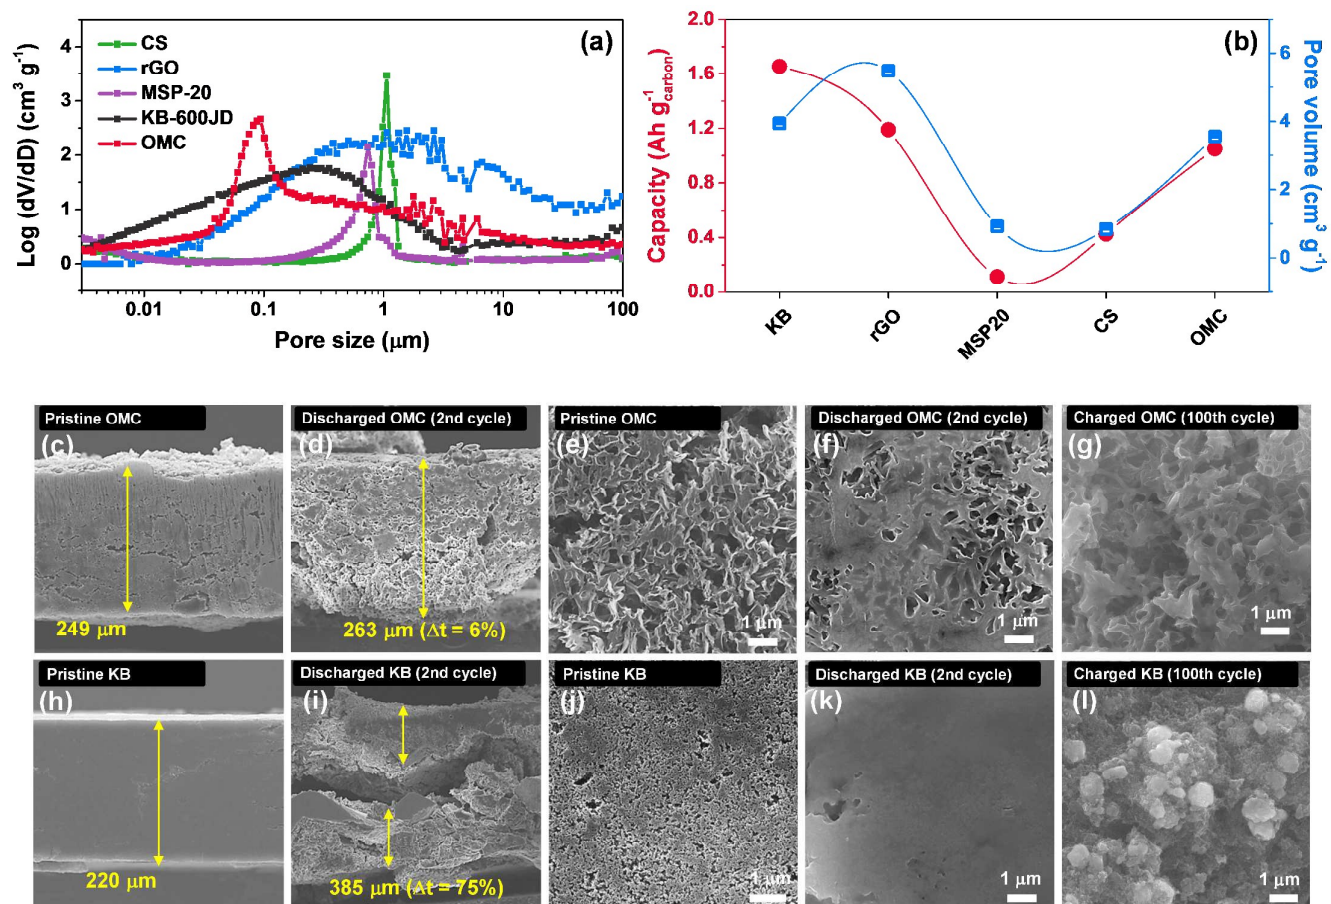 (a)
CS
rGO
MSP-20
KB-600JD
OMC
Log (dV/dD) (cm³ g⁻¹)
4
3
2
1
0
0.01 0.1 1 10 100
Pore size (μm)
(b)
Capacity (Ah g⁻¹carbon)
2.0
1.6
1.2
0.8
0.4
0.0
Pore volume (cm³ g⁻¹)
6
4
2
0
KB rGO MSP20 CS OMC
Pristine OMC
(c)
249 μm
Discharged OMC (2nd cycle)
(d)
263 μm (Δt = 6%)
Pristine OMC
(e)
1 μm
Discharged OMC (2nd cycle)
(f)
1 μm
Charged OMC (100th cycle)
(g)
1 μm
Pristine KB
(h)
220 μm
Discharged KB (2nd cycle)
(i)
385 μm (Δt = 75%)
Pristine KB
(j)
1 μm
Discharged KB (2nd cycle)
(k)
1 μm
Charged KB (100th cycle)
(l)
1 μm